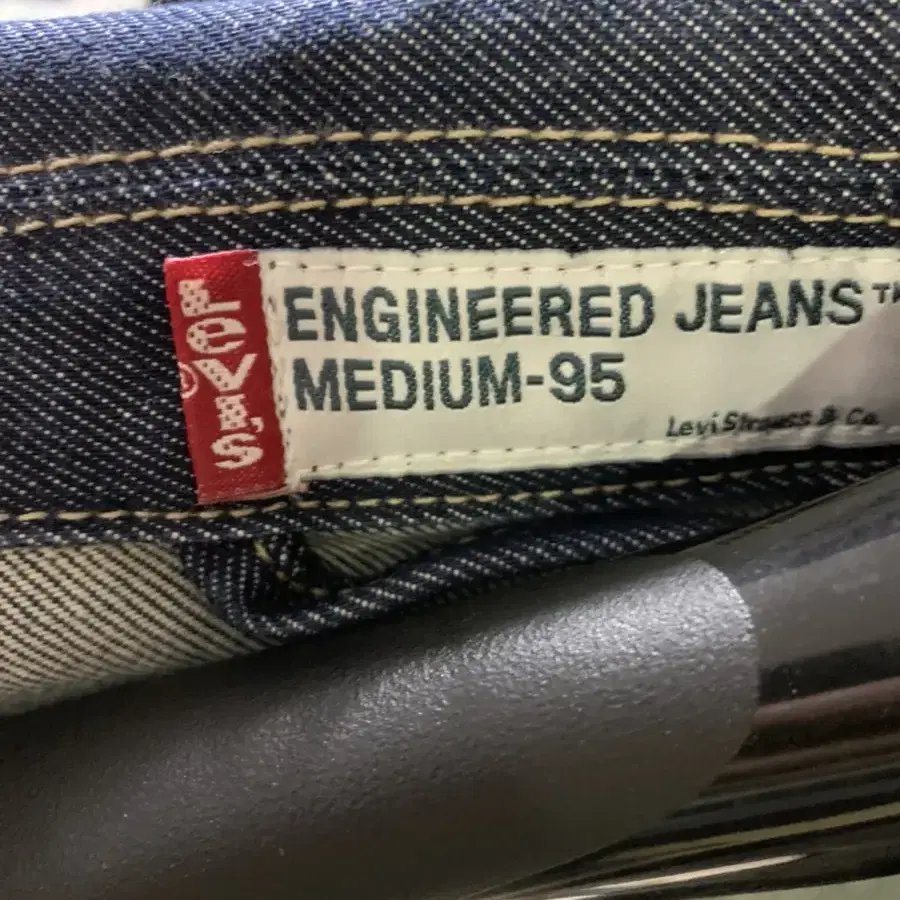 LEVI'S
®
ENGINEERED JEANS™
MEDIUM-95
Levi Strauss & Co.